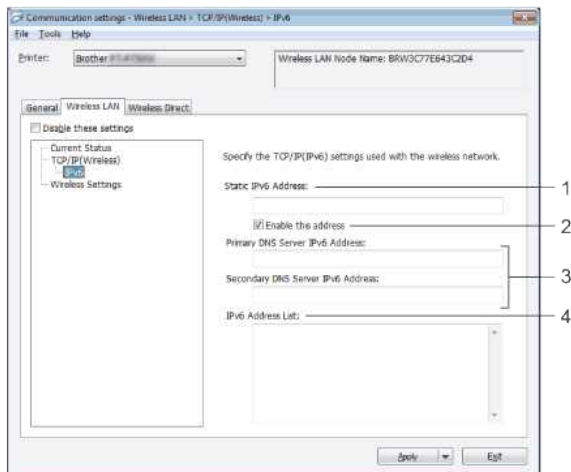 Communication settings - Wireless LAN > TCP/IP(Wireless) > IPv6
File Tools Help
Printer: Brother
Wireless LAN Node Name: BRW3C77E643C2D4
General Wireless LAN Wireless Direct
Disable these settings
Current Status
TCP/IP(Wireless)
IPv6
Wireless Settings
Specify the TCP/IP(IPv6) settings used with the wireless network.
Static IPv6 Address: 1
Enable this address 2
Primary DNS Server IPv6 Address:
3
Secondary DNS Server IPv6 Address:
IPv6 Address List: 4
Apply Exit